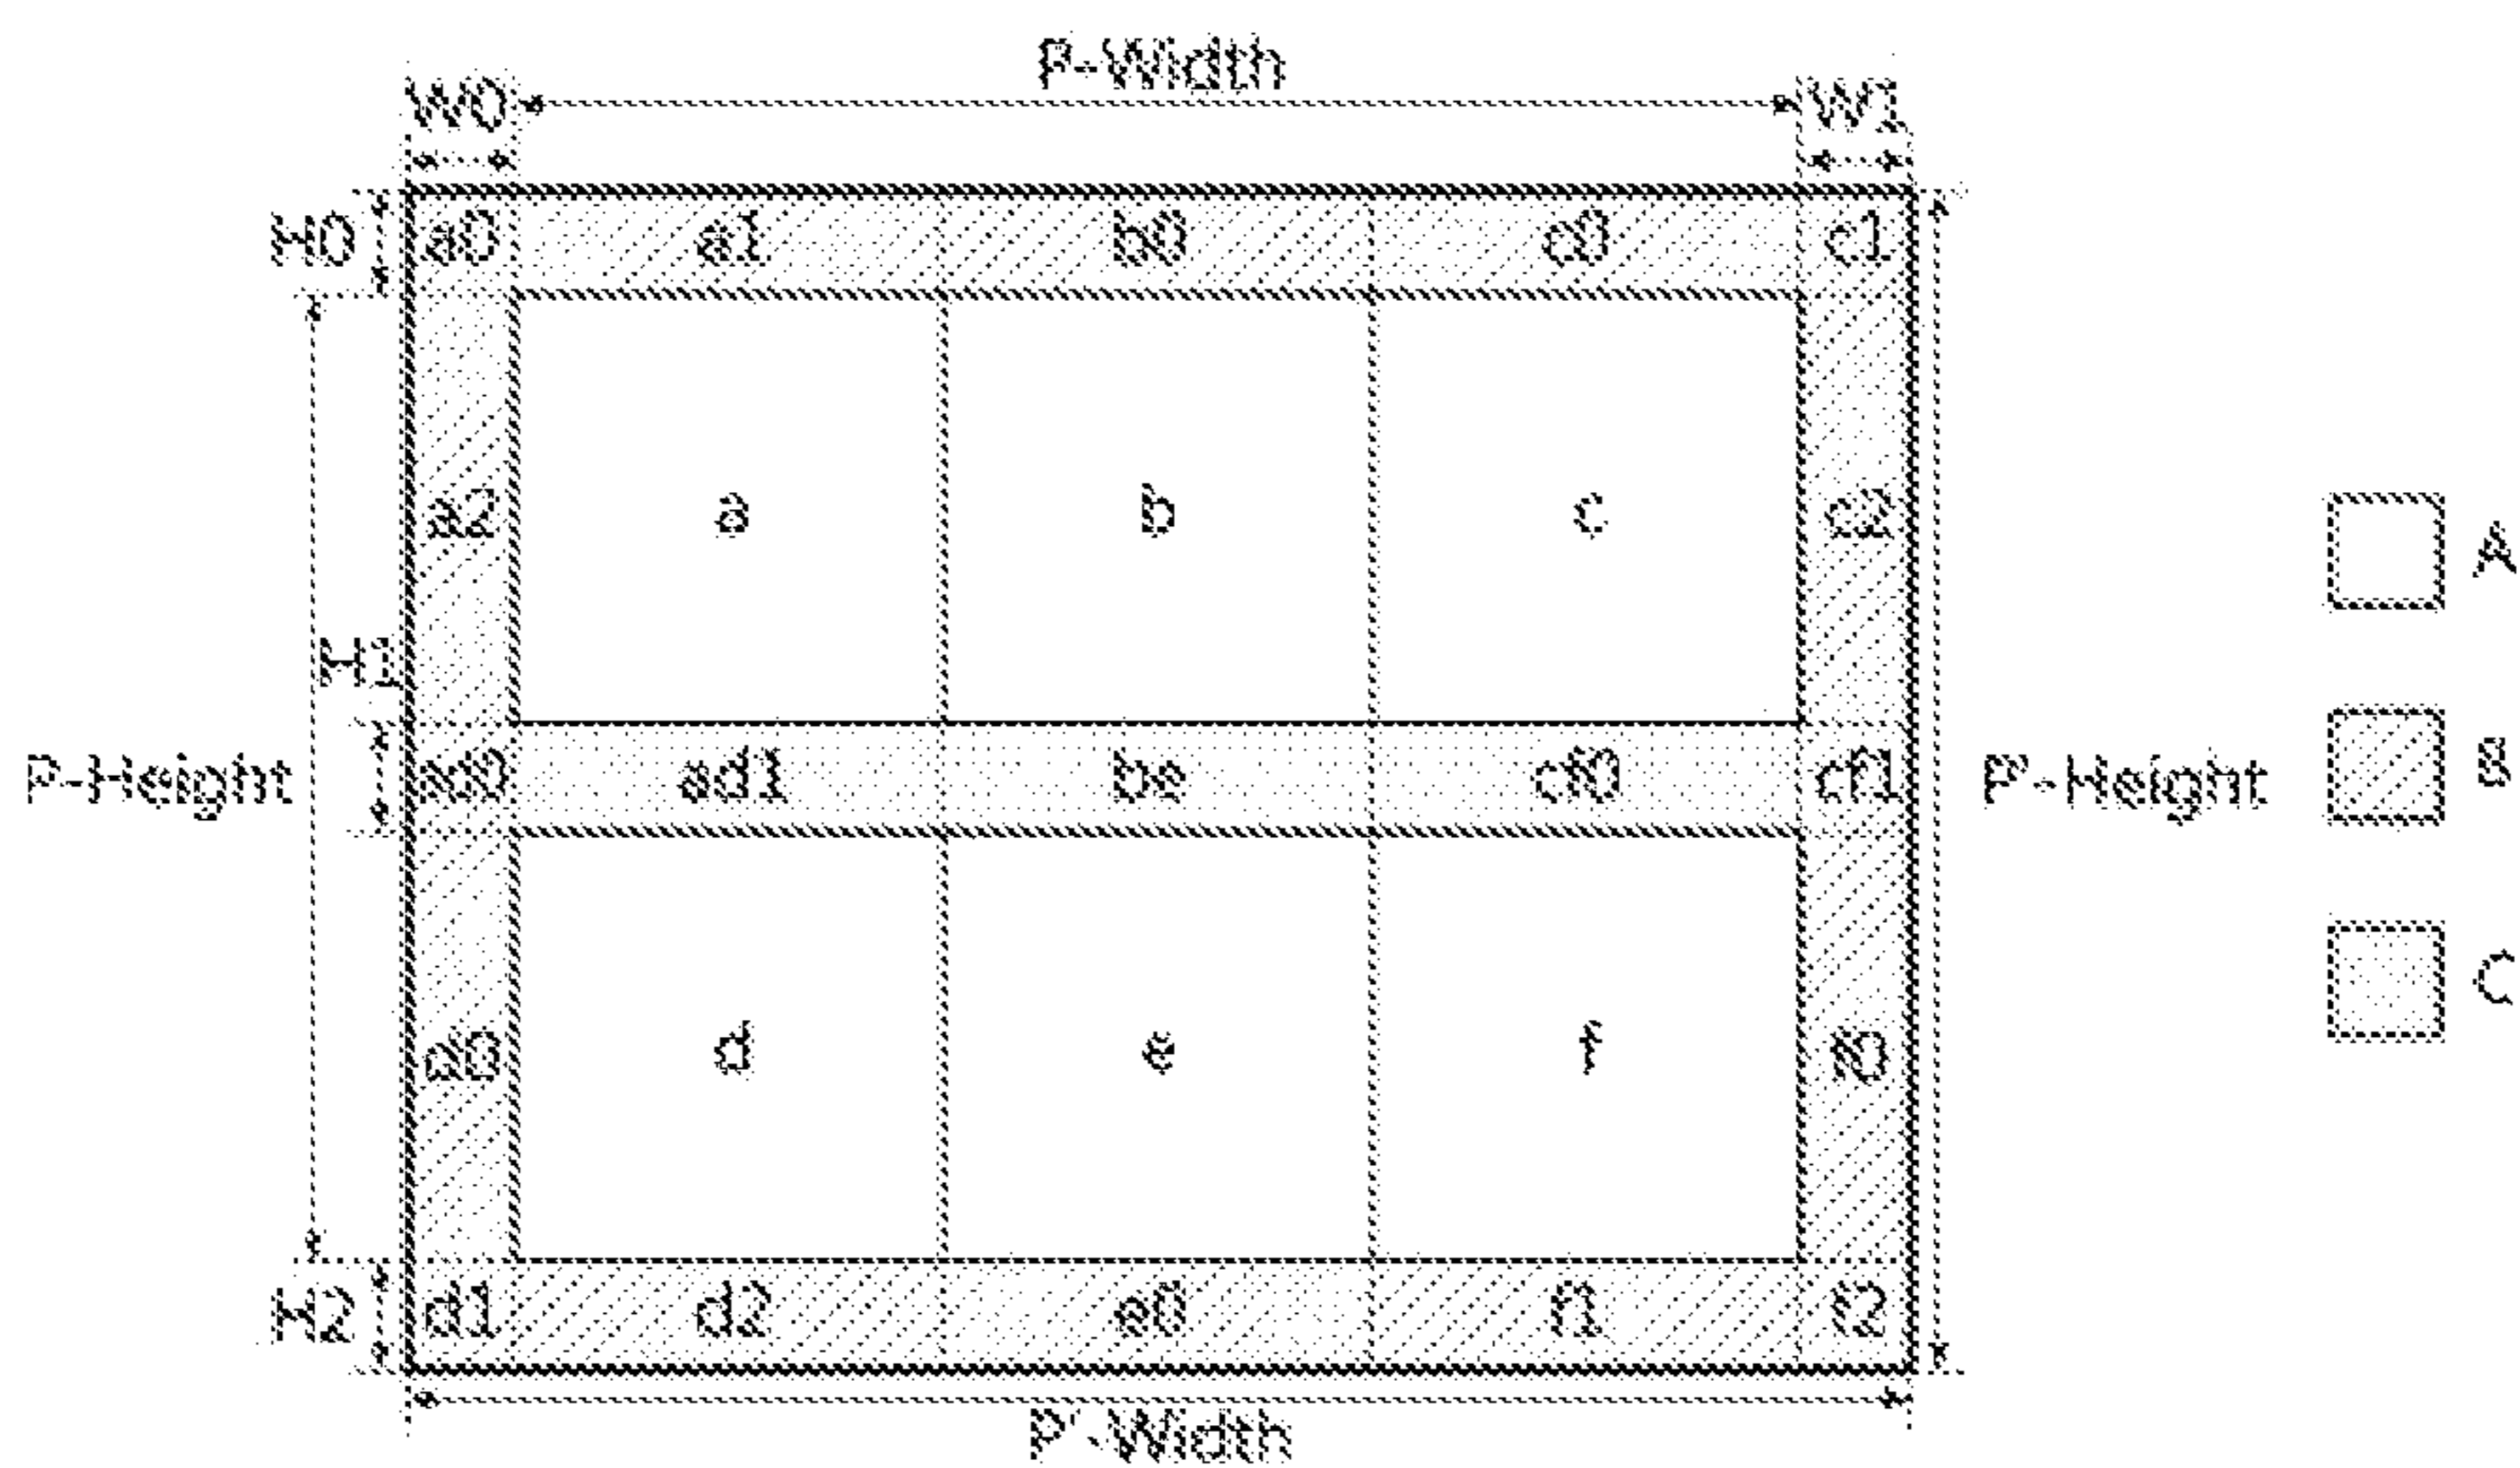 P-Width
W0 W1
H0 a0 a1 b0 c0 c1
a2 a b c c2
H1
P-Height ad0 ad1 be cf0 cf1 P'-Height
d0 d e f f0
H2 d1 d2 e0 f1 f2
P'-Width
A
B
C